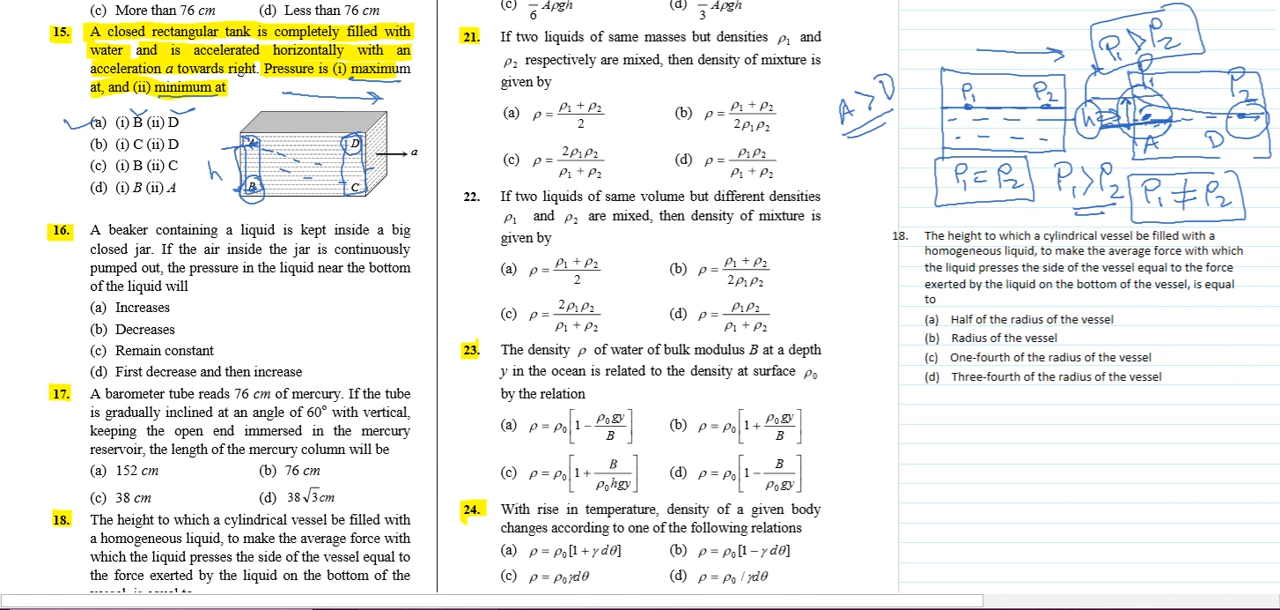 (c) More than 76 cm (d) Less than 76 cm
15. A closed rectangular tank is completely filled with
water and is accelerated horizontally with an
acceleration a towards right. Pressure is (i) maximum
at, and (ii) minimum at
(a) (i) B (ii) D
(b) (i) C (ii) D
(c) (i) B (ii) C
(d) (i) B (ii) A
h
B
D
C
a
16. A beaker containing a liquid is kept inside a big
closed jar. If the air inside the jar is continuously
pumped out, the pressure in the liquid near the bottom
of the liquid will
(a) Increases
(b) Decreases
(c) Remain constant
(d) First decrease and then increase
17. A barometer tube reads 76 cm of mercury. If the tube
is gradually inclined at an angle of 60° with vertical,
keeping the open end immersed in the mercury
reservoir, the length of the mercury column will be
(a) 152 cm (b) 76 cm
(c) 38 cm (d) 38√3cm
18. The height to which a cylindrical vessel be filled with
a homogeneous liquid, to make the average force with
which the liquid presses the side of the vessel equal to
the force exerted by the liquid on the bottom of the
(c) —/6 Aρgh (d) —/3 Aρgh
21. If two liquids of same masses but densities ρ₁ and
ρ₂ respectively are mixed, then density of mixture is
given by
(a) ρ = (ρ₁ + ρ₂)/2 (b) ρ = (ρ₁ + ρ₂)/(2ρ₁ρ₂)
(c) ρ = 2ρ₁ρ₂/(ρ₁ + ρ₂) (d) ρ = ρ₁ρ₂/(ρ₁ + ρ₂)
22. If two liquids of same volume but different densities
ρ₁ and ρ₂ are mixed, then density of mixture is
given by
(a) ρ = (ρ₁ + ρ₂)/2 (b) ρ = (ρ₁ + ρ₂)/(2ρ₁ρ₂)
(c) ρ = 2ρ₁ρ₂/(ρ₁ + ρ₂) (d) ρ = ρ₁ρ₂/(ρ₁ + ρ₂)
23. The density ρ of water of bulk modulus B at a depth
y in the ocean is related to the density at surface ρ₀
by the relation
(a) ρ = ρ₀[1 − ρ₀gy/B] (b) ρ = ρ₀[1 + ρ₀gy/B]
(c) ρ = ρ₀[1 + B/ρ₀hgy] (d) ρ = ρ₀[1 − B/ρ₀gy]
24. With rise in temperature, density of a given body
changes according to one of the following relations
(a) ρ = ρ₀[1 + γ dθ] (b) ρ = ρ₀[1 − γ dθ]
(c) ρ = ρ₀γdθ (d) ρ = ρ₀ / γdθ
P₁ > P₂
A > D
P₁ P₂
h
A
D
P₂
P₁ = P₂
P₁ > P₂
P₁ ≠ P₂
18. The height to which a cylindrical vessel be filled with a
homogeneous liquid, to make the average force with which
the liquid presses the side of the vessel equal to the force
exerted by the liquid on the bottom of the vessel, is equal
to
(a) Half of the radius of the vessel
(b) Radius of the vessel
(c) One-fourth of the radius of the vessel
(d) Three-fourth of the radius of the vessel